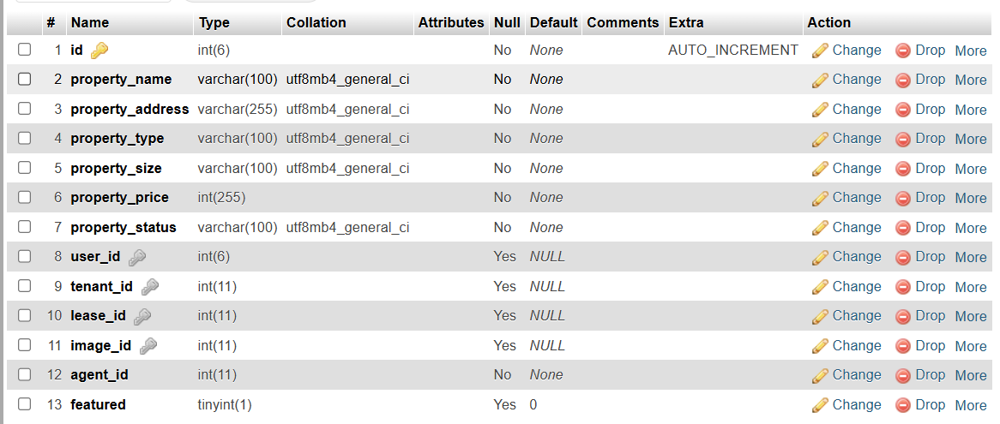 # Name Type Collation Attributes Null Default Comments Extra Action
1 id int(6) No None AUTO_INCREMENT Change Drop More
2 property_name varchar(100) utf8mb4_general_ci No None Change Drop More
3 property_address varchar(255) utf8mb4_general_ci No None Change Drop More
4 property_type varchar(100) utf8mb4_general_ci No None Change Drop More
5 property_size varchar(100) utf8mb4_general_ci No None Change Drop More
6 property_price int(255) No None Change Drop More
7 property_status varchar(100) utf8mb4_general_ci No None Change Drop More
8 user_id int(6) Yes NULL Change Drop More
9 tenant_id int(11) Yes NULL Change Drop More
10 lease_id int(11) Yes NULL Change Drop More
11 image_id int(11) Yes NULL Change Drop More
12 agent_id int(11) No None Change Drop More
13 featured tinyint(1) Yes 0 Change Drop More